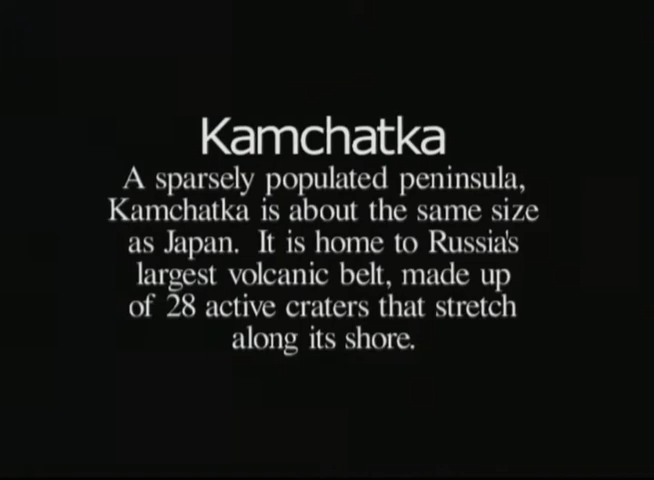 Kamchatka
A sparsely populated peninsula,
Kamchatka is about the same size
as Japan. It is home to Russia's
largest volcanic belt, made up
of 28 active craters that stretch
along its shore.